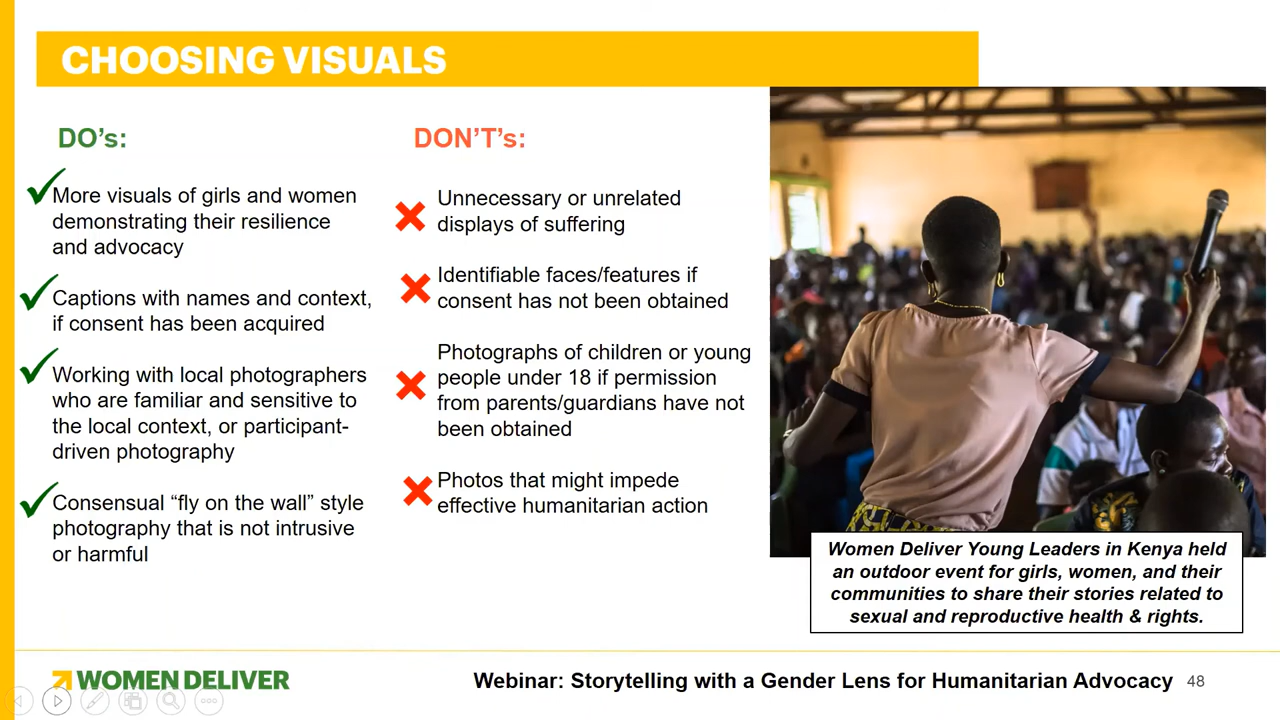 CHOOSING VISUALS
DO’s:
More visuals of girls and women
demonstrating their resilience
and advocacy
Captions with names and context,
if consent has been acquired
Working with local photographers
who are familiar and sensitive to
the local context, or participant-
driven photography
Consensual “fly on the wall” style
photography that is not intrusive
or harmful
DON’T’s:
Unnecessary or unrelated
displays of suffering
Identifiable faces/features if
consent has not been obtained
Photographs of children or young
people under 18 if permission
from parents/guardians have not
been obtained
Photos that might impede
effective humanitarian action
Women Deliver Young Leaders in Kenya held
an outdoor event for girls, women, and their
communities to share their stories related to
sexual and reproductive health & rights.
WOMEN DELIVER
Webinar: Storytelling with a Gender Lens for Humanitarian Advocacy 48